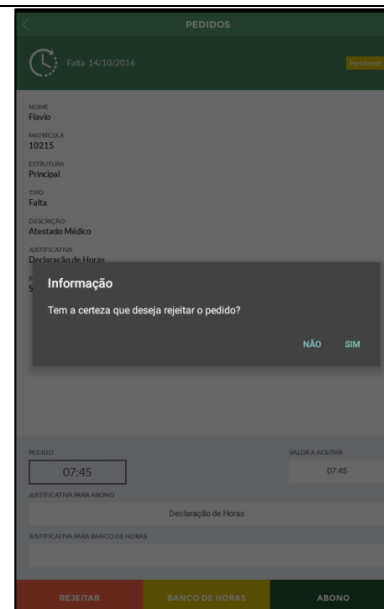 PEDIDOS
Falta 14/10/2016
Pendente
NOME
Flavio
MATRÍCULA
10215
ESTRUTURA
Principal
TIPO
Falta
DESCRIÇÃO
Atestado Médico
JUSTIFICATIVA
Declaração de Horas
Informação
Tem a certeza que deseja rejeitar o pedido?
NÃO SIM
PEDIDO VALOR A ACEITAR
07:45 07:45
JUSTIFICATIVA PARA ABONO
Declaração de Horas
JUSTIFICATIVA PARA BANCO DE HORAS
REJEITAR BANCO DE HORAS ABONO